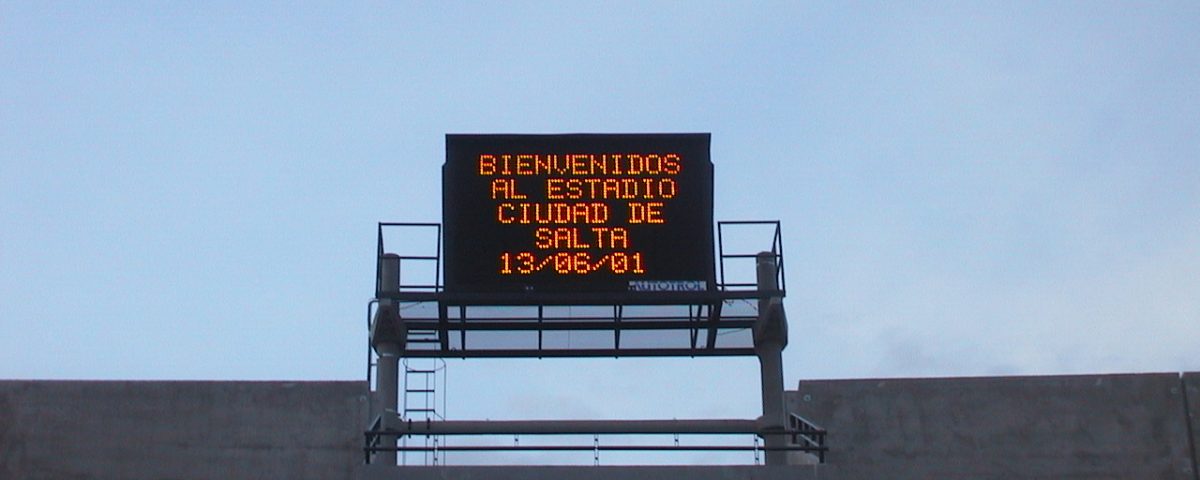 BIENVENIDOS
AL ESTADIO
CIUDAD DE
SALTA
13/06/01
AUTOTROL